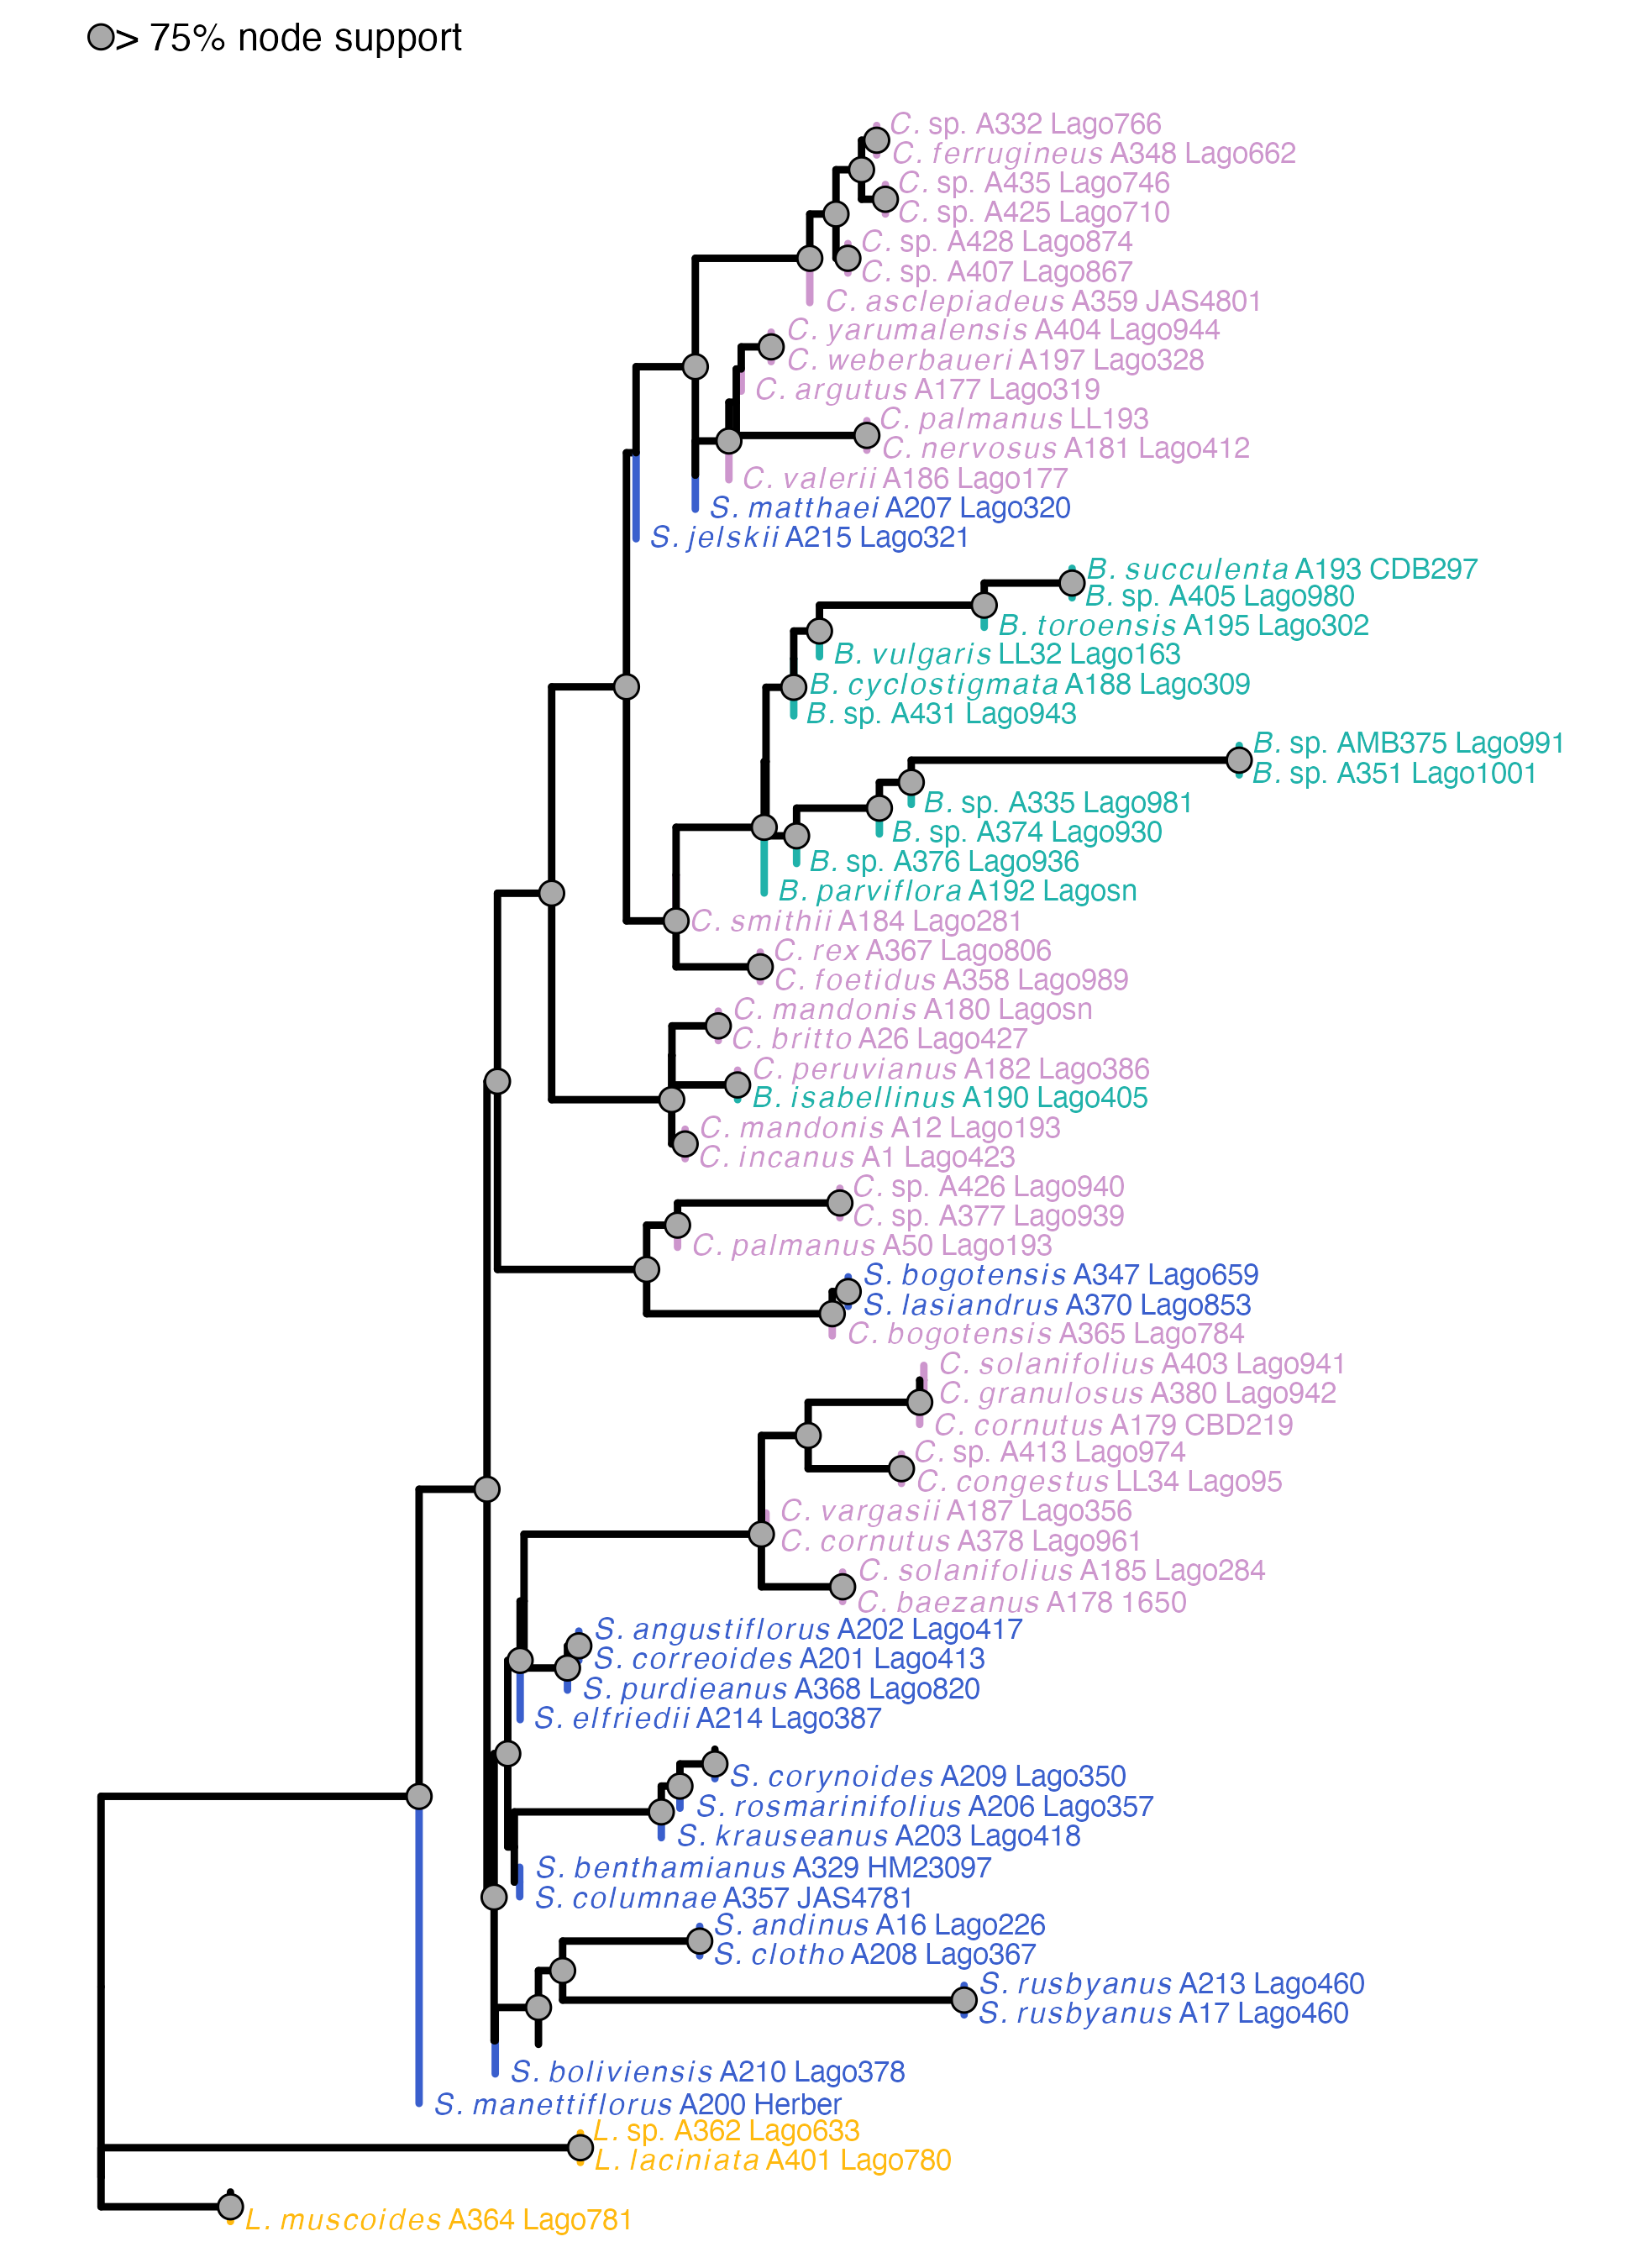 > 75% node support
C. sp. A332 Lago766
C. ferrugineus A348 Lago662
C. sp. A435 Lago746
C. sp. A425 Lago710
C. sp. A428 Lago874
C. sp. A407 Lago867
C. asclepiadeus A359 JAS4801
C. yarumalensis A404 Lago944
C. weberbaueri A197 Lago328
C. argutus A177 Lago319
C. palmanus LL193
C. nervosus A181 Lago412
C. valerii A186 Lago177
S. matthaei A207 Lago320
S. jelskii A215 Lago321
B. succulenta A193 CDB297
B. sp. A405 Lago980
B. toroensis A195 Lago302
B. vulgaris LL32 Lago163
B. cyclostigmata A188 Lago309
B. sp. A431 Lago943
B. sp. AMB375 Lago991
B. sp. A351 Lago1001
B. sp. A335 Lago981
B. sp. A374 Lago930
B. sp. A376 Lago936
B. parviflora A192 Lagosn
C. smithii A184 Lago281
C. rex A367 Lago806
C. foetidus A358 Lago989
C. mandonis A180 Lagosn
C. britto A26 Lago427
C. peruvianus A182 Lago386
B. isabellinus A190 Lago405
C. mandonis A12 Lago193
C. incanus A1 Lago423
C. sp. A426 Lago940
C. sp. A377 Lago939
C. palmanus A50 Lago193
S. bogotensis A347 Lago659
S. lasiandrus A370 Lago853
C. bogotensis A365 Lago784
C. solanifolius A403 Lago941
C. granulosus A380 Lago942
C. cornutus A179 CBD219
C. sp. A413 Lago974
C. congestus LL34 Lago95
C. vargasii A187 Lago356
C. cornutus A378 Lago961
C. solanifolius A185 Lago284
C. baezanus A178 1650
S. angustiflorus A202 Lago417
S. correoides A201 Lago413
S. purdieanus A368 Lago820
S. elfriedii A214 Lago387
S. corynoides A209 Lago350
S. rosmarinifolius A206 Lago357
S. krauseanus A203 Lago418
S. benthamianus A329 HM23097
S. columnae A357 JAS4781
S. andinus A16 Lago226
S. clotho A208 Lago367
S. rusbyanus A213 Lago460
S. rusbyanus A17 Lago460
S. boliviensis A210 Lago378
S. manettiflorus A200 Herber
L. sp. A362 Lago633
L. laciniata A401 Lago780
L. muscoides A364 Lago781